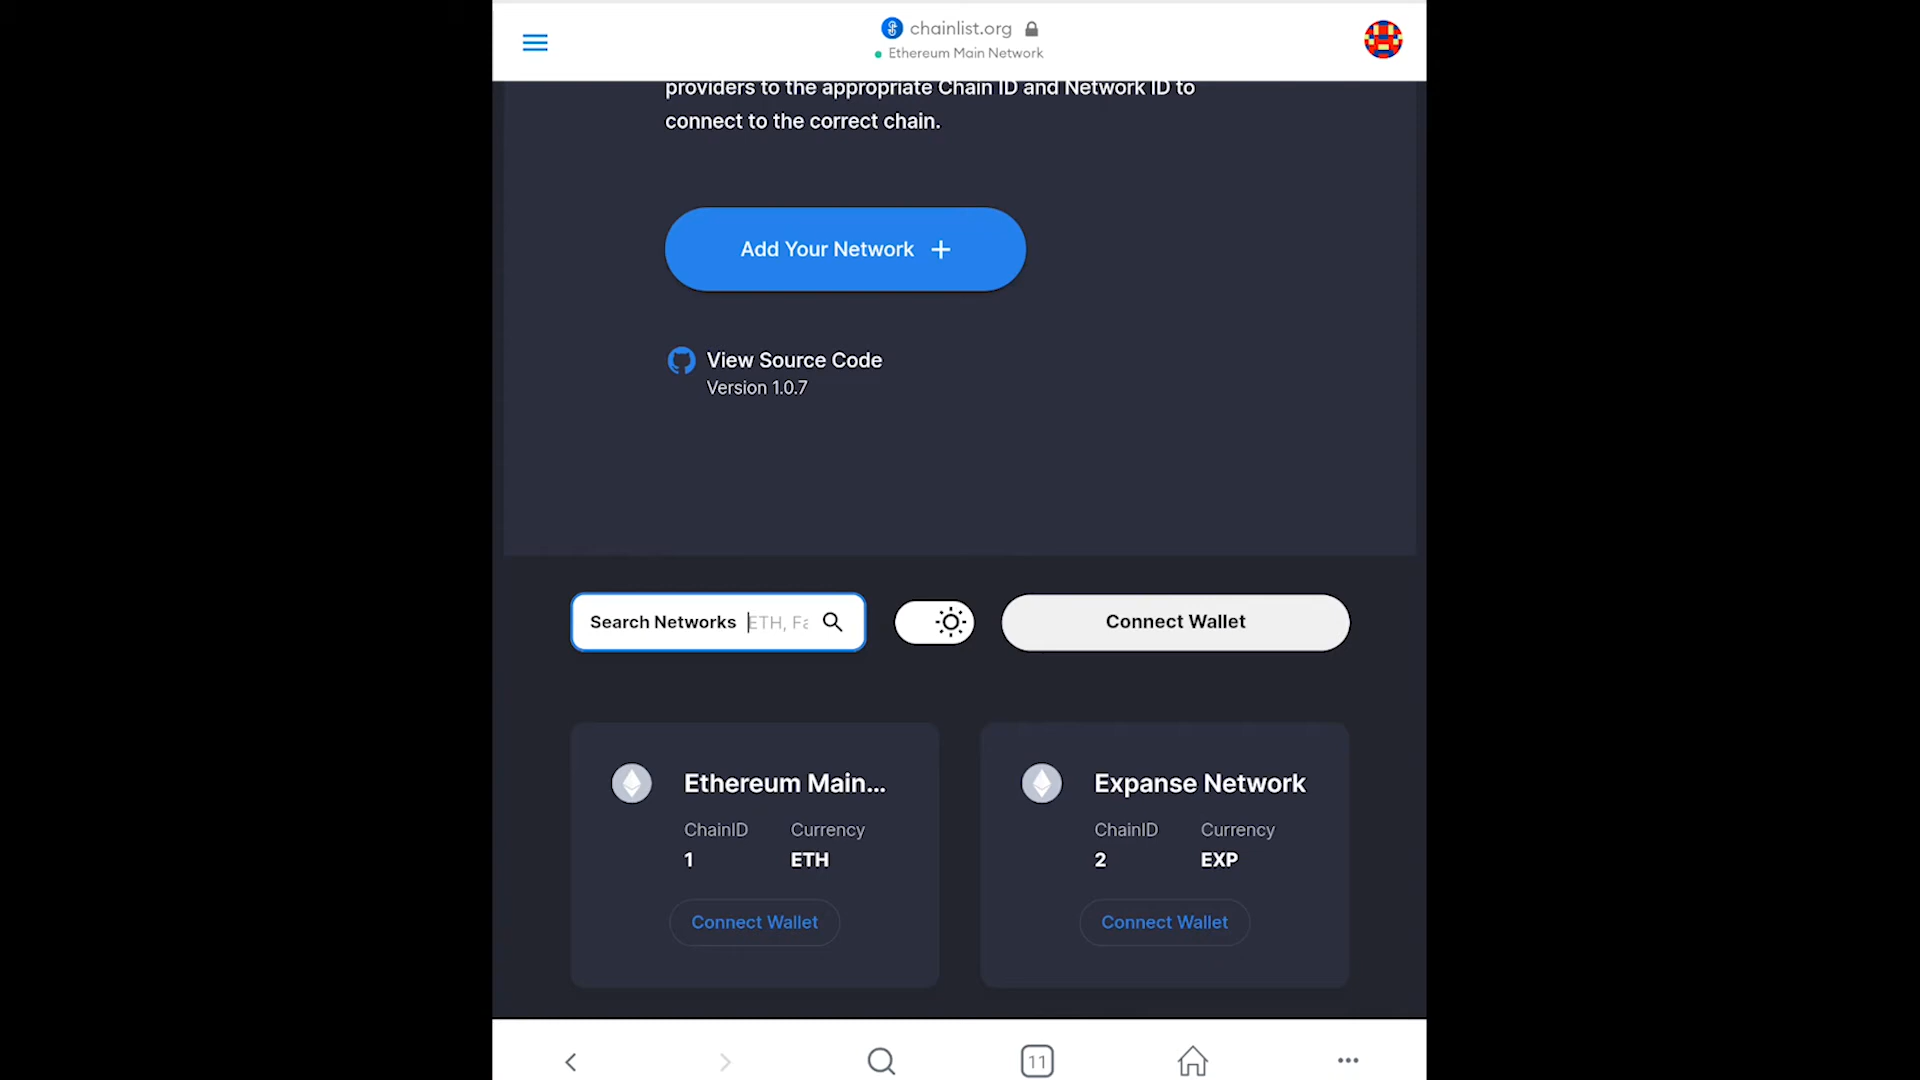 chainlist.org
Ethereum Main Network
providers to the appropriate Chain ID and Network ID to
connect to the correct chain.
Add Your Network +
View Source Code
Version 1.0.7
Search Networks ETH, Fa
Connect Wallet
Ethereum Main...
ChainID Currency
1 ETH
Connect Wallet
Expanse Network
ChainID Currency
2 EXP
Connect Wallet
11